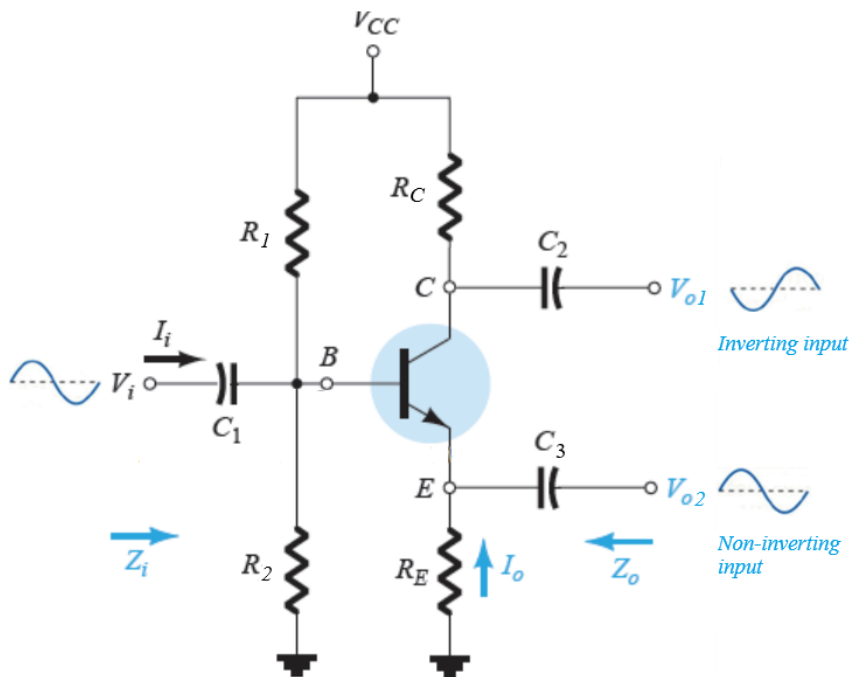 VCC
RC
R1
C2
C
Vo1
Inverting input
Ii
B
Vi
C1
C3
E
Vo2
Non-inverting
input
Zi
R2
RE
Io
Zo